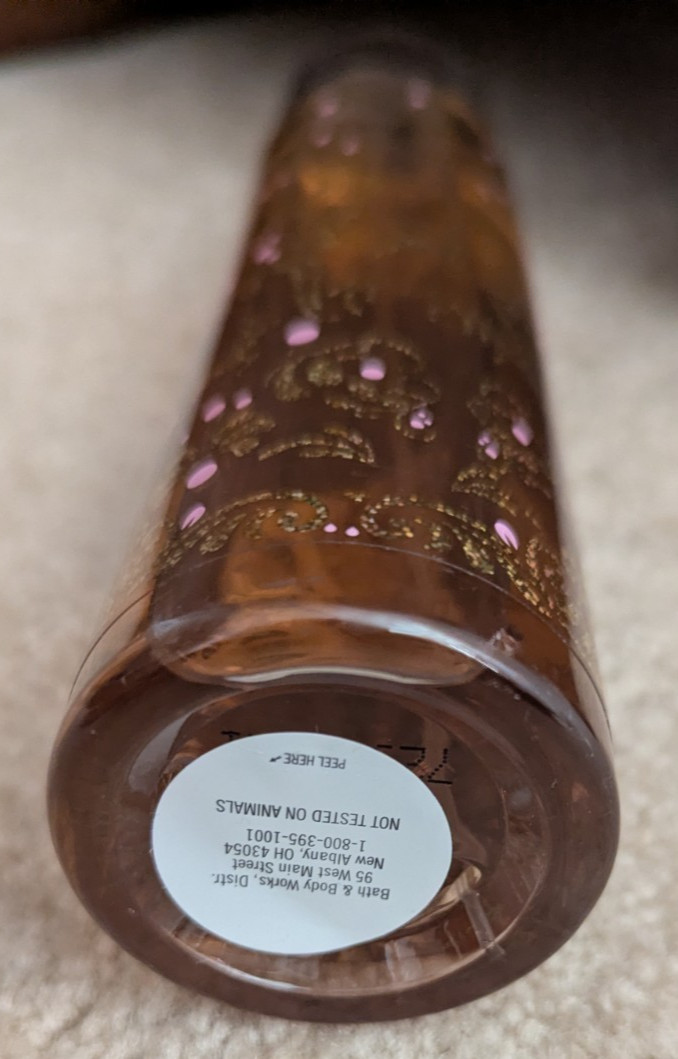 Bath & Body Works, Distr.
95 West Main Street
New Albany, OH 43054
1-800-395-1001
NOT TESTED ON ANIMALS
PEEL HERE